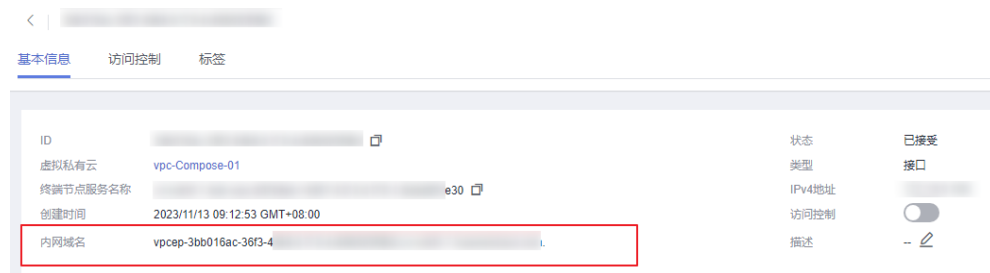 基本信息 访问控制 标签
ID 状态 已接受
虚拟私有云 vpc-Compose-01 类型 接口
终端节点服务名称 e30 IPv4地址
创建时间 2023/11/13 09:12:53 GMT+08:00 访问控制
内网域名 vpcep-3bb016ac-36f3-4 描述 --